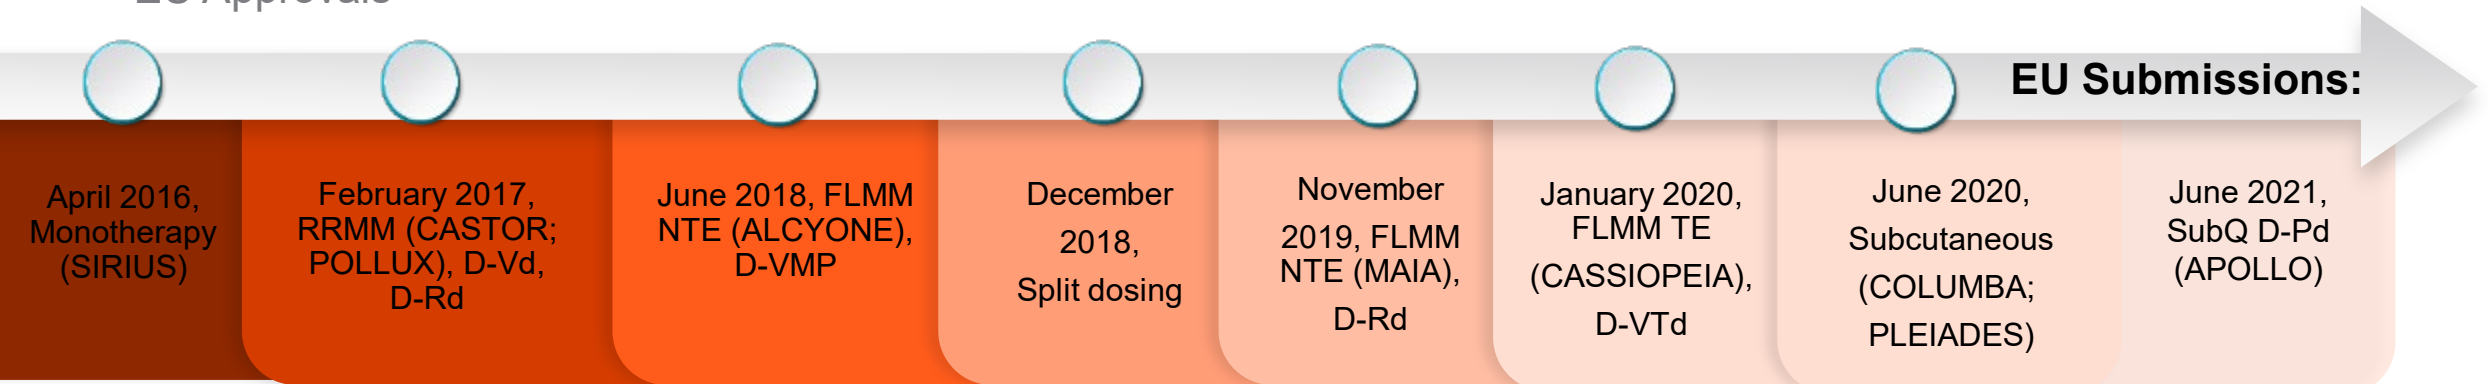 EU Approvals
EU Submissions:
April 2016,
Monotherapy
(SIRIUS)
February 2017,
RRMM (CASTOR;
POLLUX), D-Vd,
D-Rd
June 2018, FLMM
NTE (ALCYONE),
D-VMP
December
2018,
Split dosing
November
2019, FLMM
NTE (MAIA),
D-Rd
January 2020,
FLMM TE
(CASSIOPEIA),
D-VTd
June 2020,
Subcutaneous
(COLUMBA;
PLEIADES)
June 2021,
SubQ D-Pd
(APOLLO)